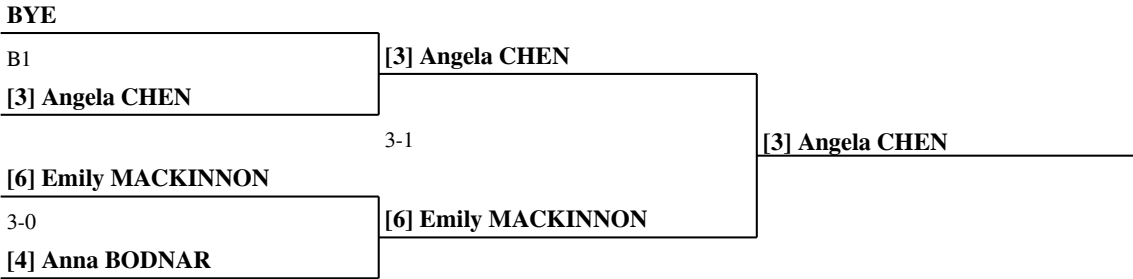 BYE
B1
[3] Angela CHEN
[3] Angela CHEN
3-1
[3] Angela CHEN
[6] Emily MACKINNON
3-0
[6] Emily MACKINNON
[4] Anna BODNAR